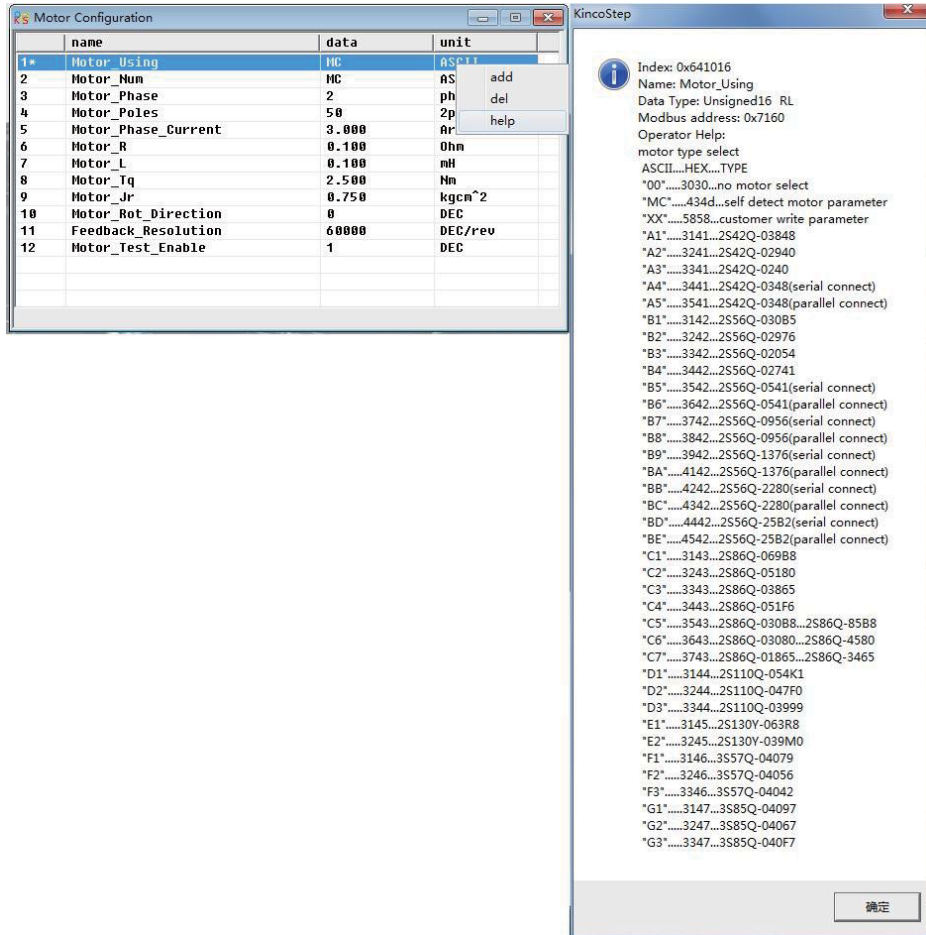 Motor Configuration
name data unit
1* Motor_Using MC ASCII
2 Motor_Num MC AS
3 Motor_Phase 2 ph
4 Motor_Poles 50 2p
5 Motor_Phase_Current 3.000 Ar
6 Motor_R 0.100 Ohm
7 Motor_L 0.100 mH
8 Motor_Tq 2.500 Nm
9 Motor_Jr 0.750 kgcm^2
10 Motor_Rot_Direction 0 DEC
11 Feedback_Resolution 60000 DEC/rev
12 Motor_Test_Enable 1 DEC
add
del
help
KincoStep
Index: 0x641016
Name: Motor_Using
Data Type: Unsigned16 RL
Modbus address: 0x7160
Operator Help:
motor type select
ASCII....HEX....TYPE
"00".....3030...no motor select
"MC".....434d...self detect motor parameter
"XX".....5858...customer write parameter
"A1".....3141...2S42Q-03848
"A2".....3241...2S42Q-02940
"A3".....3341...2S42Q-0240
"A4".....3441...2S42Q-0348(serial connect)
"A5".....3541...2S42Q-0348(parallel connect)
"B1".....3142...2S56Q-030B5
"B2".....3242...2S56Q-02976
"B3".....3342...2S56Q-02054
"B4".....3442...2S56Q-02741
"B5".....3542...2S56Q-0541(serial connect)
"B6".....3642...2S56Q-0541(parallel connect)
"B7".....3742...2S56Q-0956(serial connect)
"B8".....3842...2S56Q-0956(parallel connect)
"B9".....3942...2S56Q-1376(serial connect)
"BA".....4142...2S56Q-1376(parallel connect)
"BB".....4242...2S56Q-2280(serial connect)
"BC".....4342...2S56Q-2280(parallel connect)
"BD".....4442...2S56Q-25B2(serial connect)
"BE".....4542...2S56Q-25B2(parallel connect)
"C1".....3143...2S86Q-069B8
"C2".....3243...2S86Q-05180
"C3".....3343...2S86Q-03865
"C4".....3443...2S86Q-051F6
"C5".....3543...2S86Q-030B8...2S86Q-85B8
"C6".....3643...2S86Q-03080...2S86Q-4580
"C7".....3743...2S86Q-01865...2S86Q-3465
"D1".....3144...2S110Q-054K1
"D2".....3244...2S110Q-047F0
"D3".....3344...2S110Q-03999
"E1".....3145...2S130Y-063R8
"E2".....3245...2S130Y-039M0
"F1".....3146...3S57Q-04079
"F2".....3246...3S57Q-04056
"F3".....3346...3S57Q-04042
"G1".....3147...3S85Q-04097
"G2".....3247...3S85Q-04067
"G3".....3347...3S85Q-040F7
确定